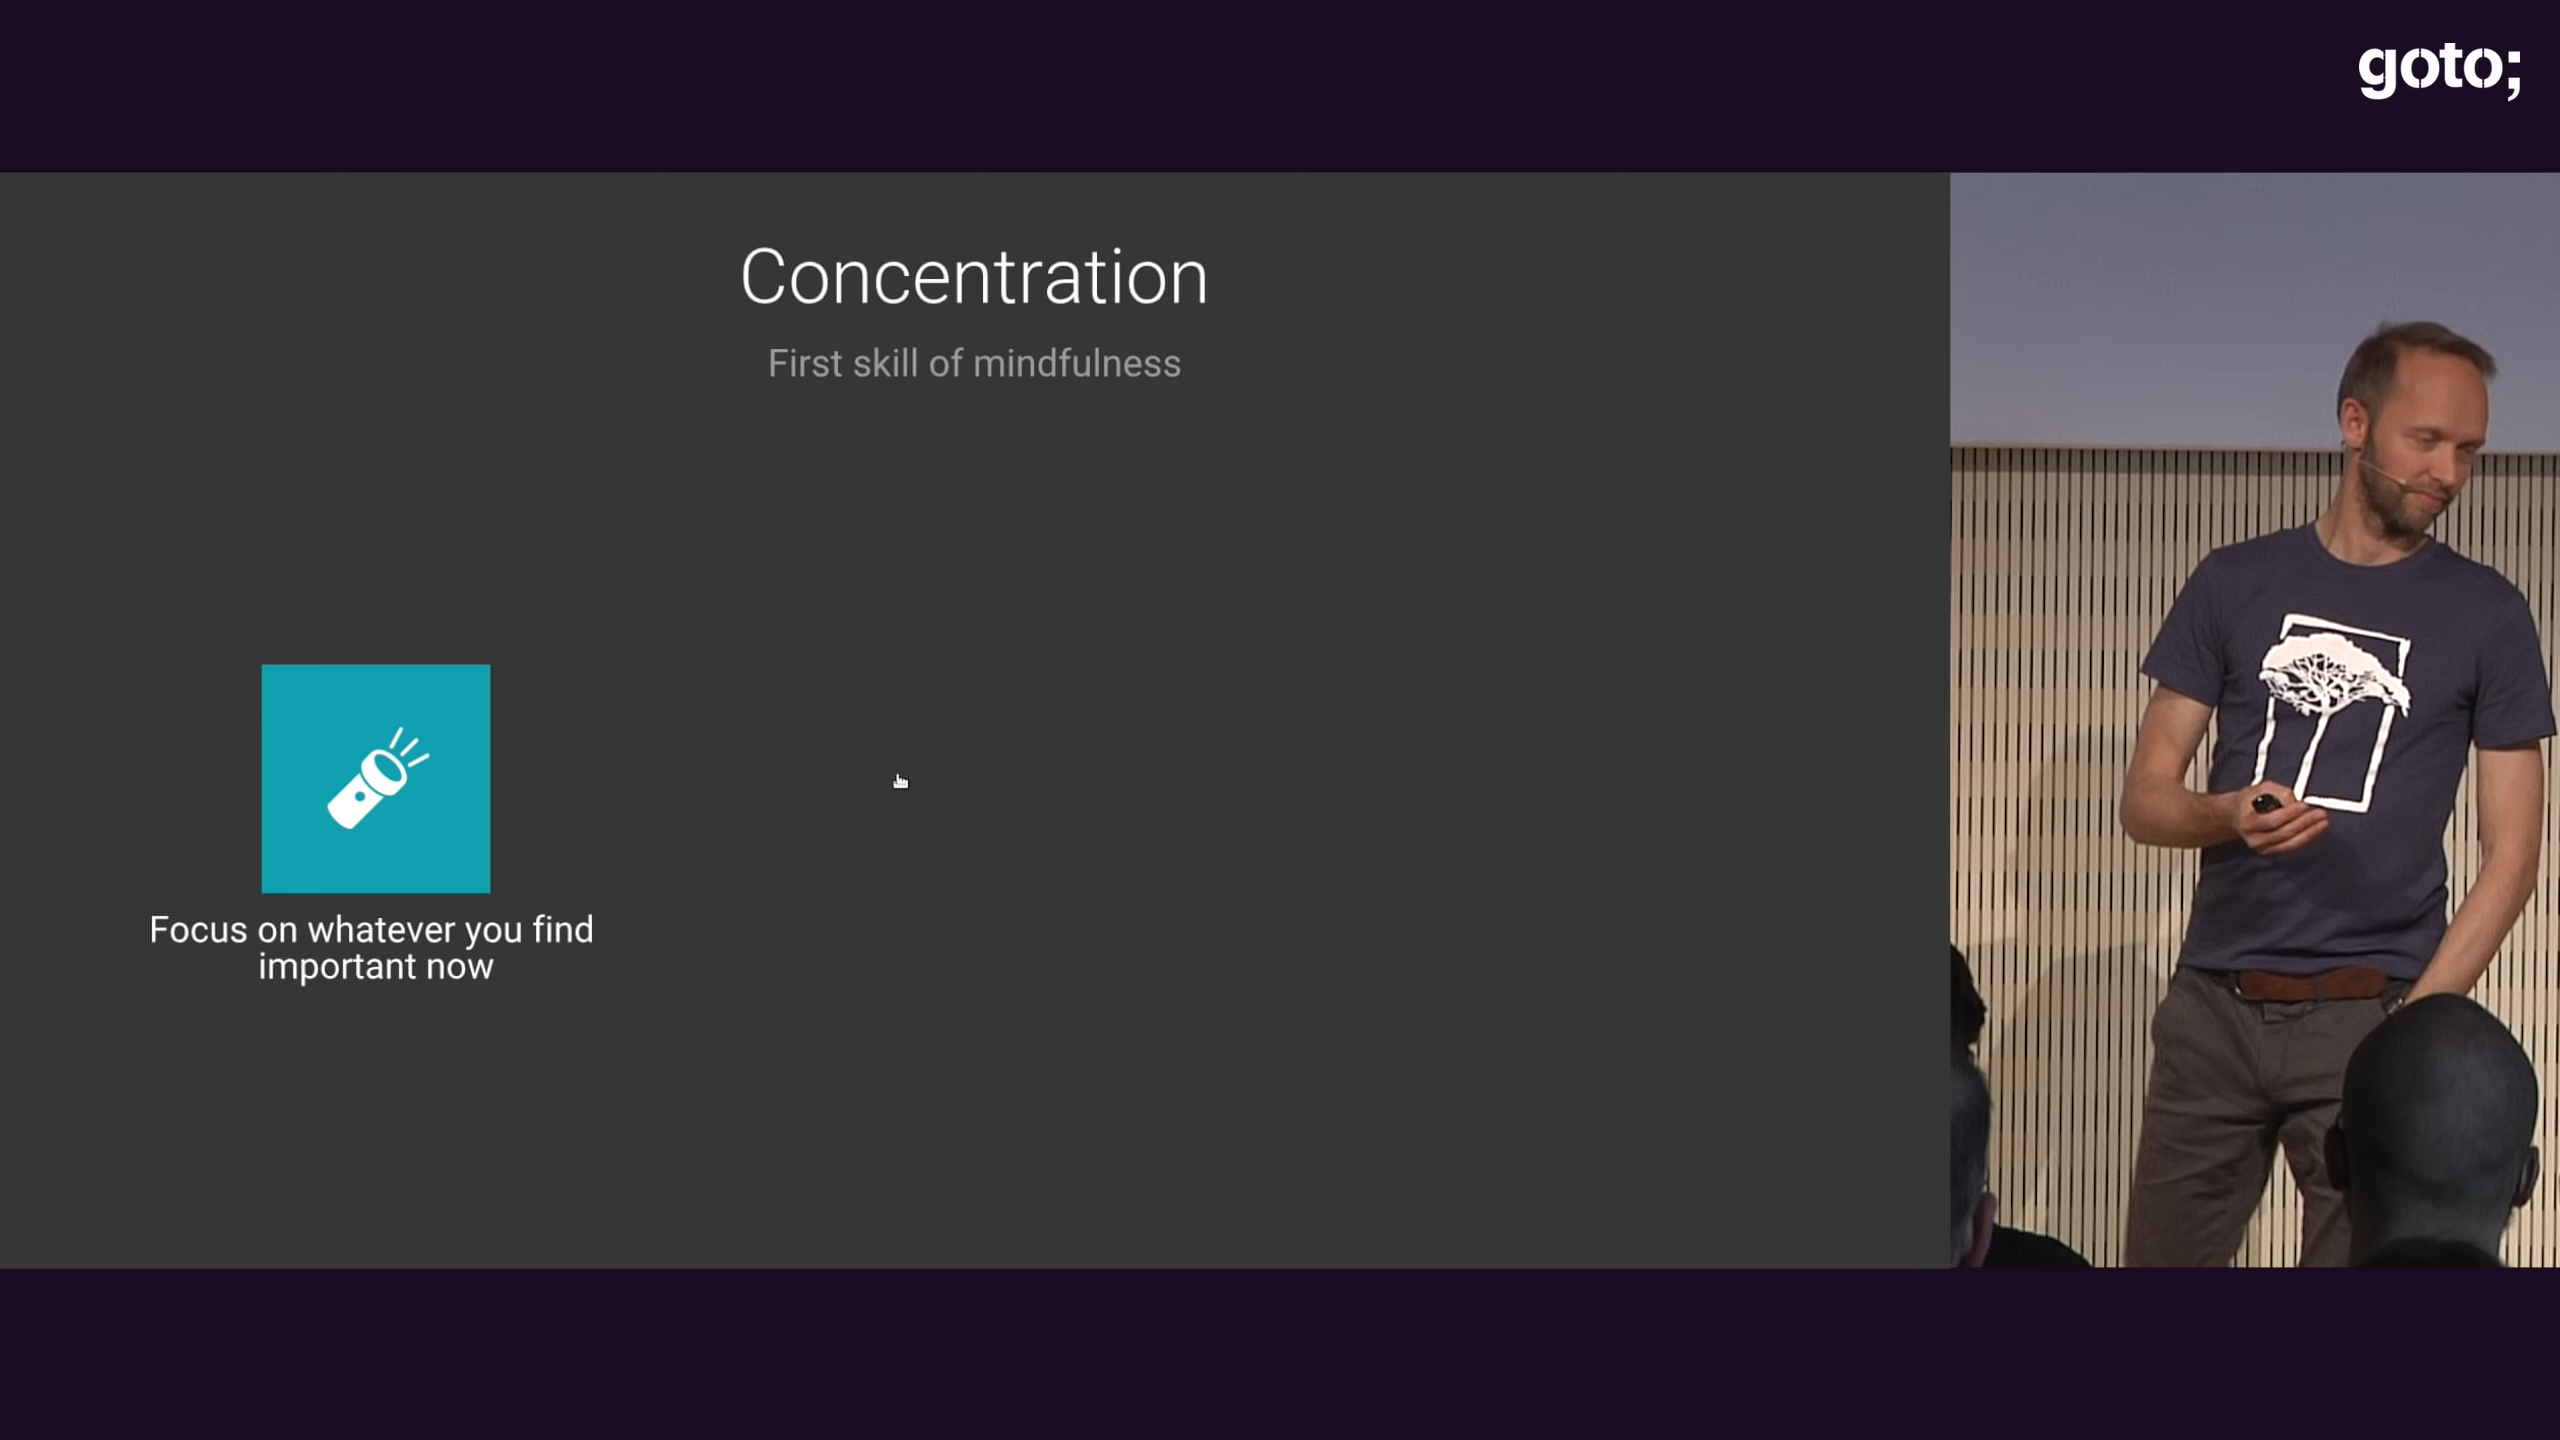 goto;
Concentration
First skill of mindfulness
Focus on whatever you find
important now